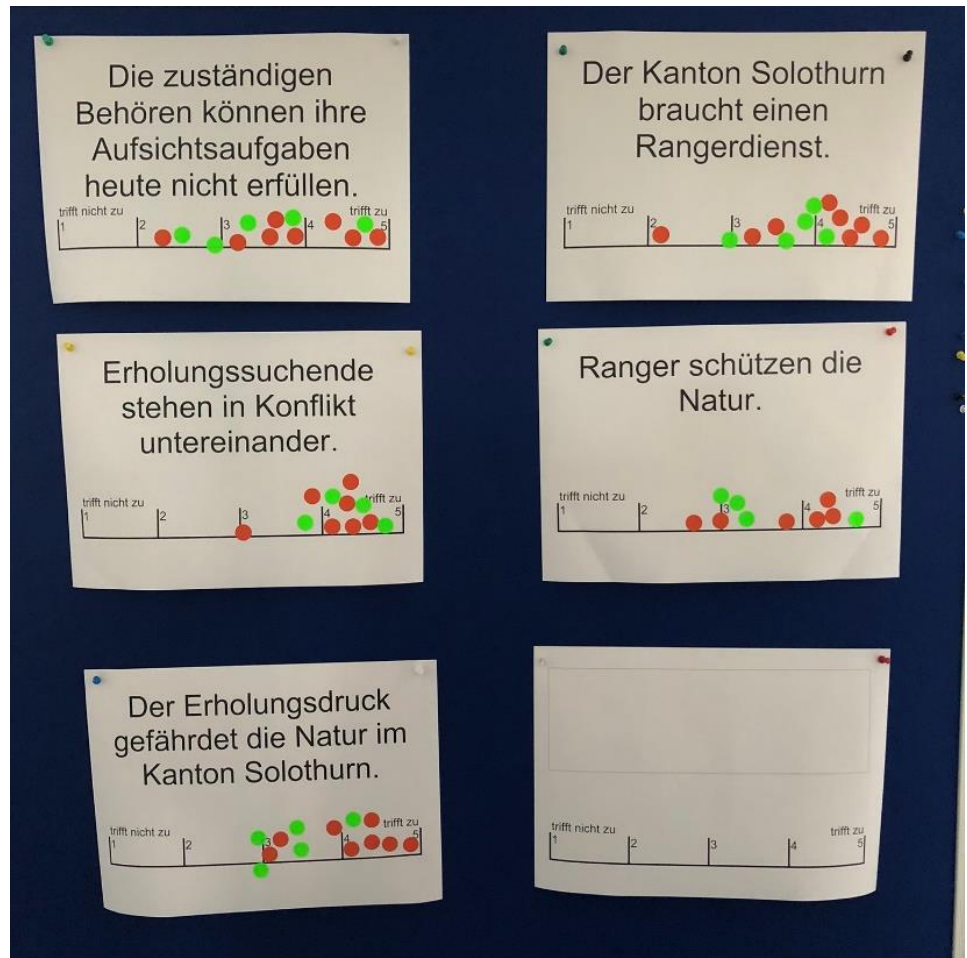 Die zuständigen
Behören können ihre
Aufsichtsaufgaben
heute nicht erfüllen.
trifft nicht zu trifft zu
1 2 3 4 5
Der Kanton Solothurn
braucht einen
Rangerdienst.
trifft nicht zu trifft zu
1 2 3 4 5
Erholungssuchende
stehen in Konflikt
untereinander.
trifft nicht zu trifft zu
1 2 3 4 5
Ranger schützen die
Natur.
trifft nicht zu trifft zu
1 2 3 4 5
Der Erholungsdruck
gefährdet die Natur im
Kanton Solothurn.
trifft nicht zu trifft zu
1 2 3 4 5
trifft nicht zu trifft zu
1 2 3 4 5